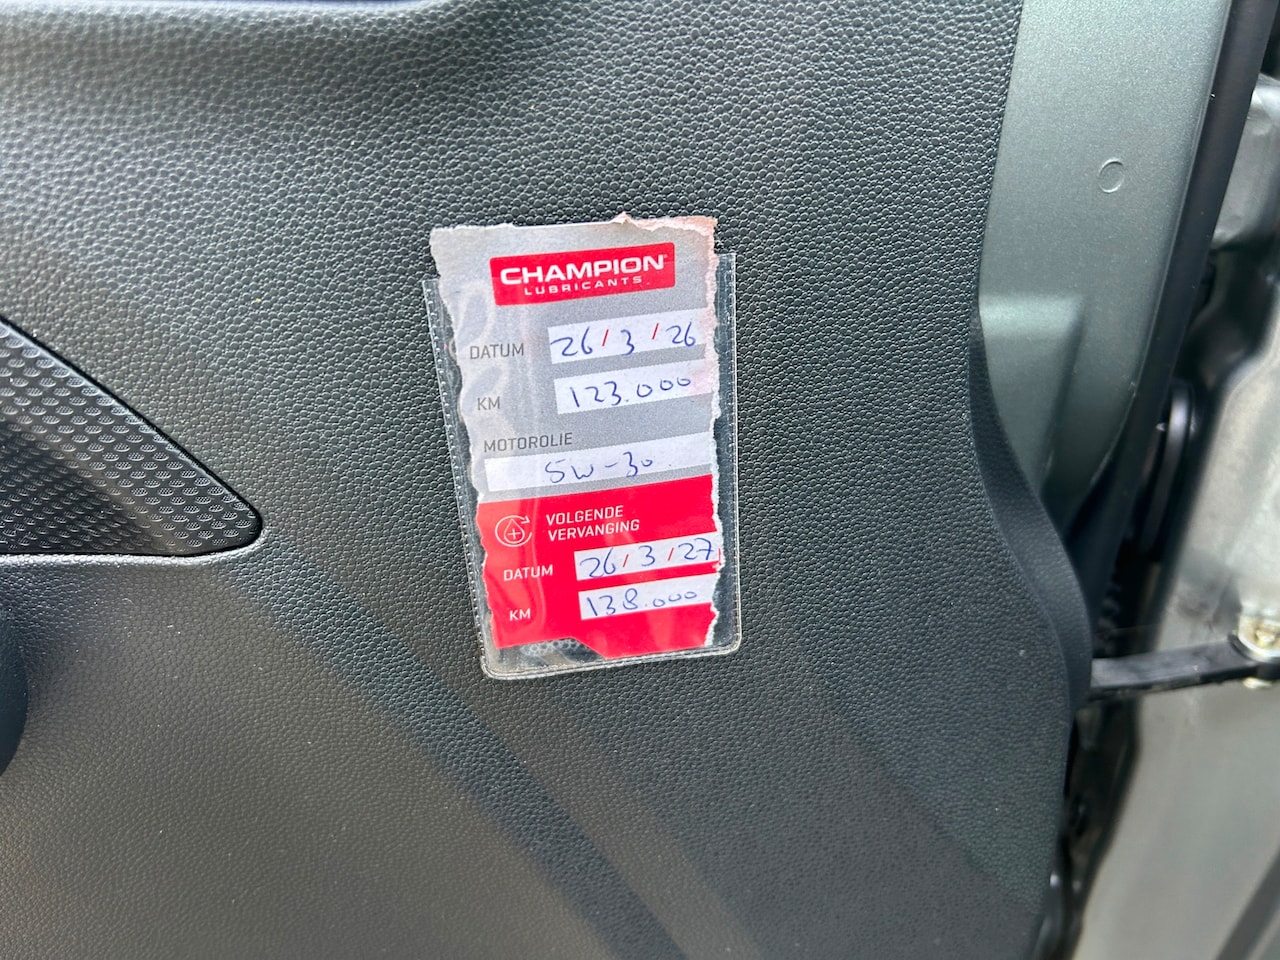 CHAMPION
LUBRICANTS
DATUM 26/3/26
KM 123.000
MOTOROLIE
5W-30
VOLGENDE
VERVANGING
DATUM 26/3/27
KM 138.000